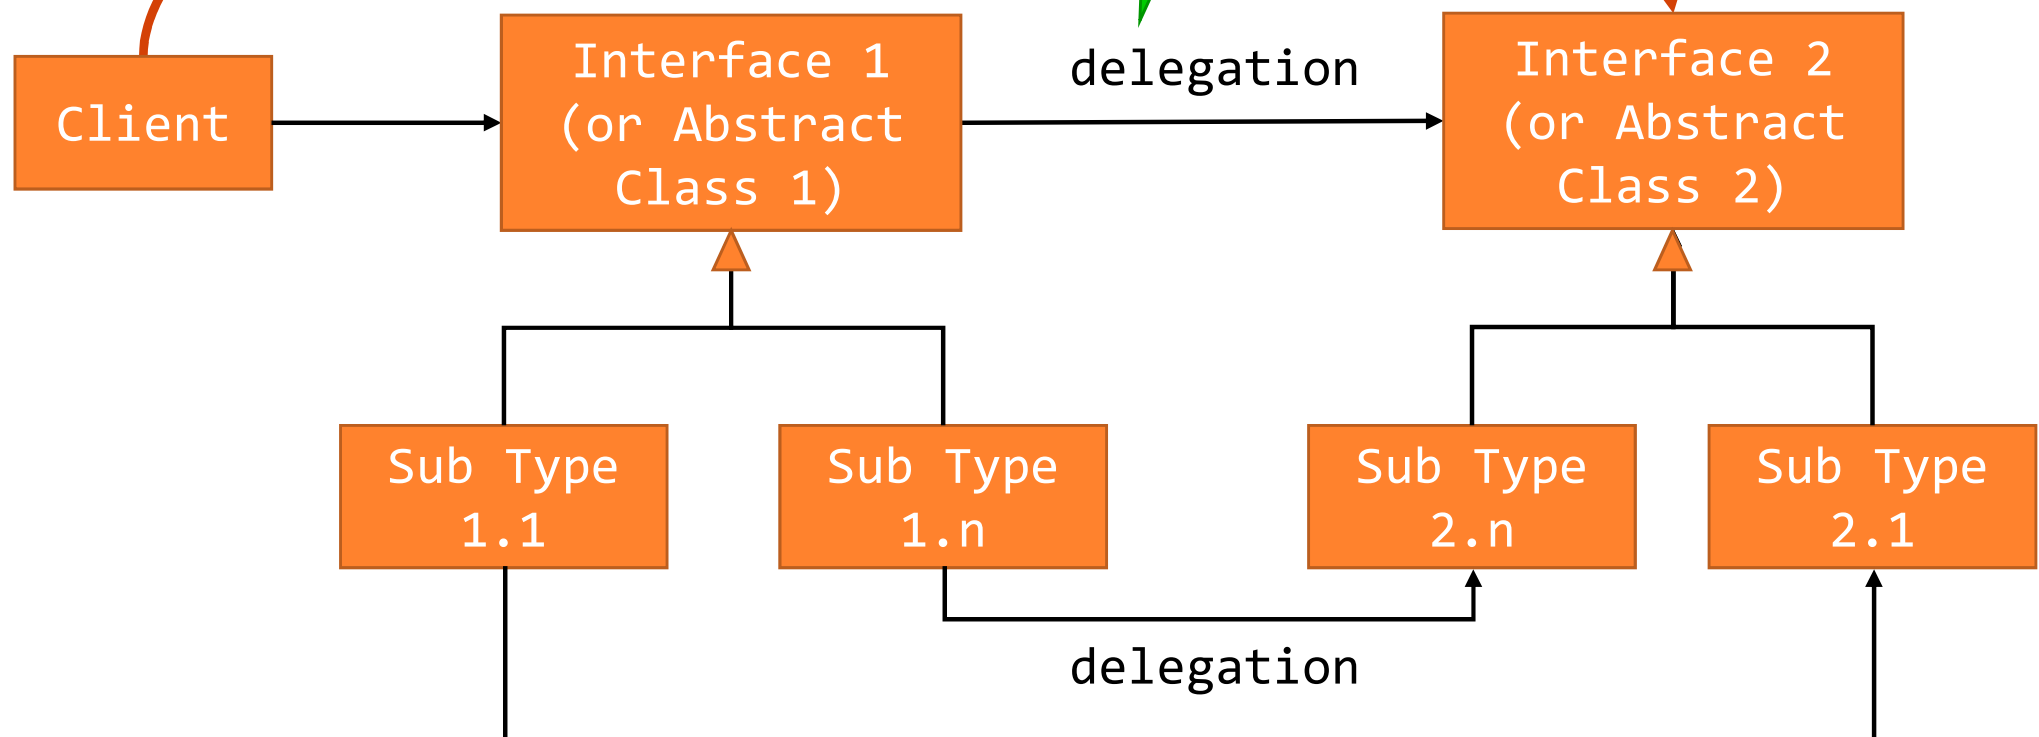 Client
Interface 1
(or Abstract
Class 1)
delegation
Interface 2
(or Abstract
Class 2)
Sub Type
1.1
Sub Type
1.n
Sub Type
2.n
Sub Type
2.1
delegation